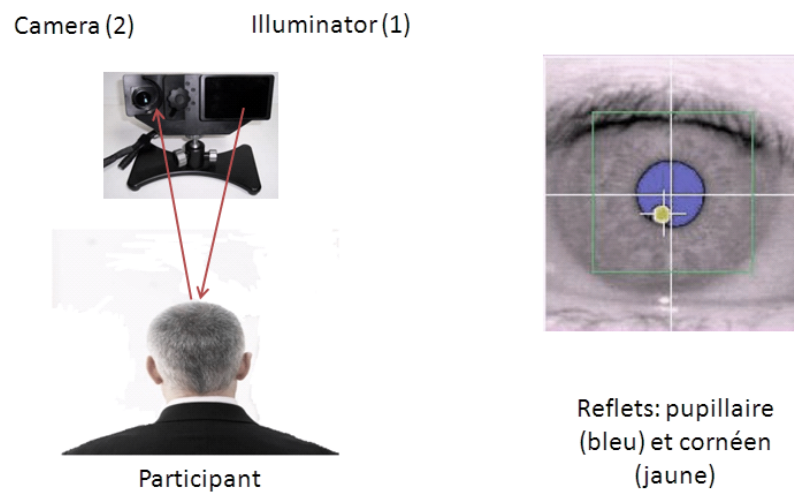 Camera (2)
Illuminator (1)
Participant
Reflets: pupillaire
(bleu) et cornéen
(jaune)